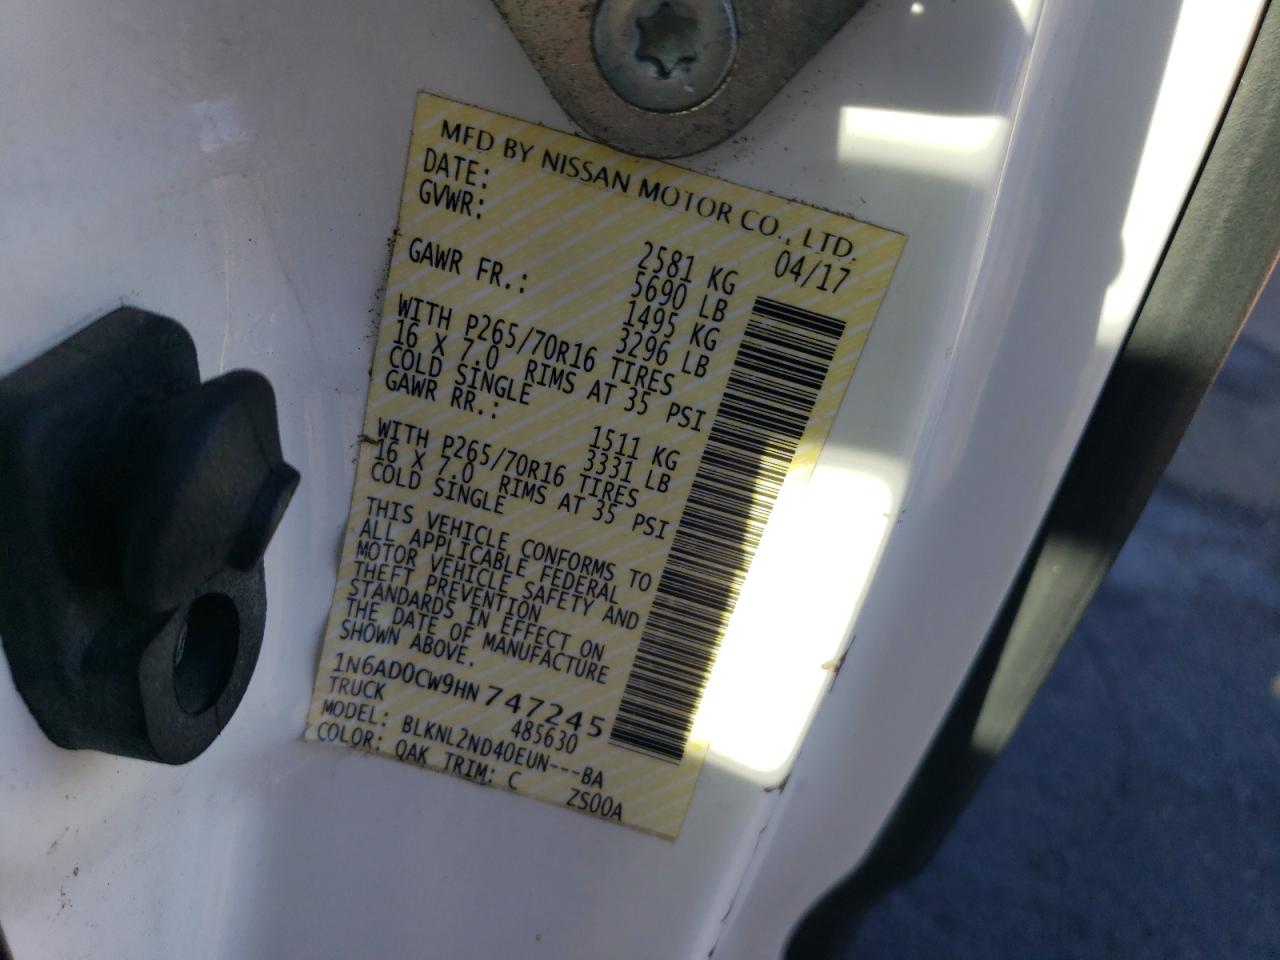 MFD BY NISSAN MOTOR CO., LTD.
DATE: 04/17
GVWR: 2581 KG
5690 LB
GAWR FR.: 1495 KG
3296 LB
WITH P265/70R16 TIRES
16 X 7.0 RIMS AT 35 PSI
COLD SINGLE
GAWR RR.: 1511 KG
3331 LB
WITH P265/70R16 TIRES
16 X 7.0 RIMS AT 35 PSI
COLD SINGLE
THIS VEHICLE CONFORMS TO
ALL APPLICABLE FEDERAL
MOTOR VEHICLE SAFETY AND
THEFT PREVENTION
STANDARDS IN EFFECT ON
THE DATE OF MANUFACTURE
SHOWN ABOVE.
1N6AD0CW9HN747245
TRUCK 485630
MODEL: BLKNL2ND40EUN---BA
COLOR: QAK TRIM: C ZS00A